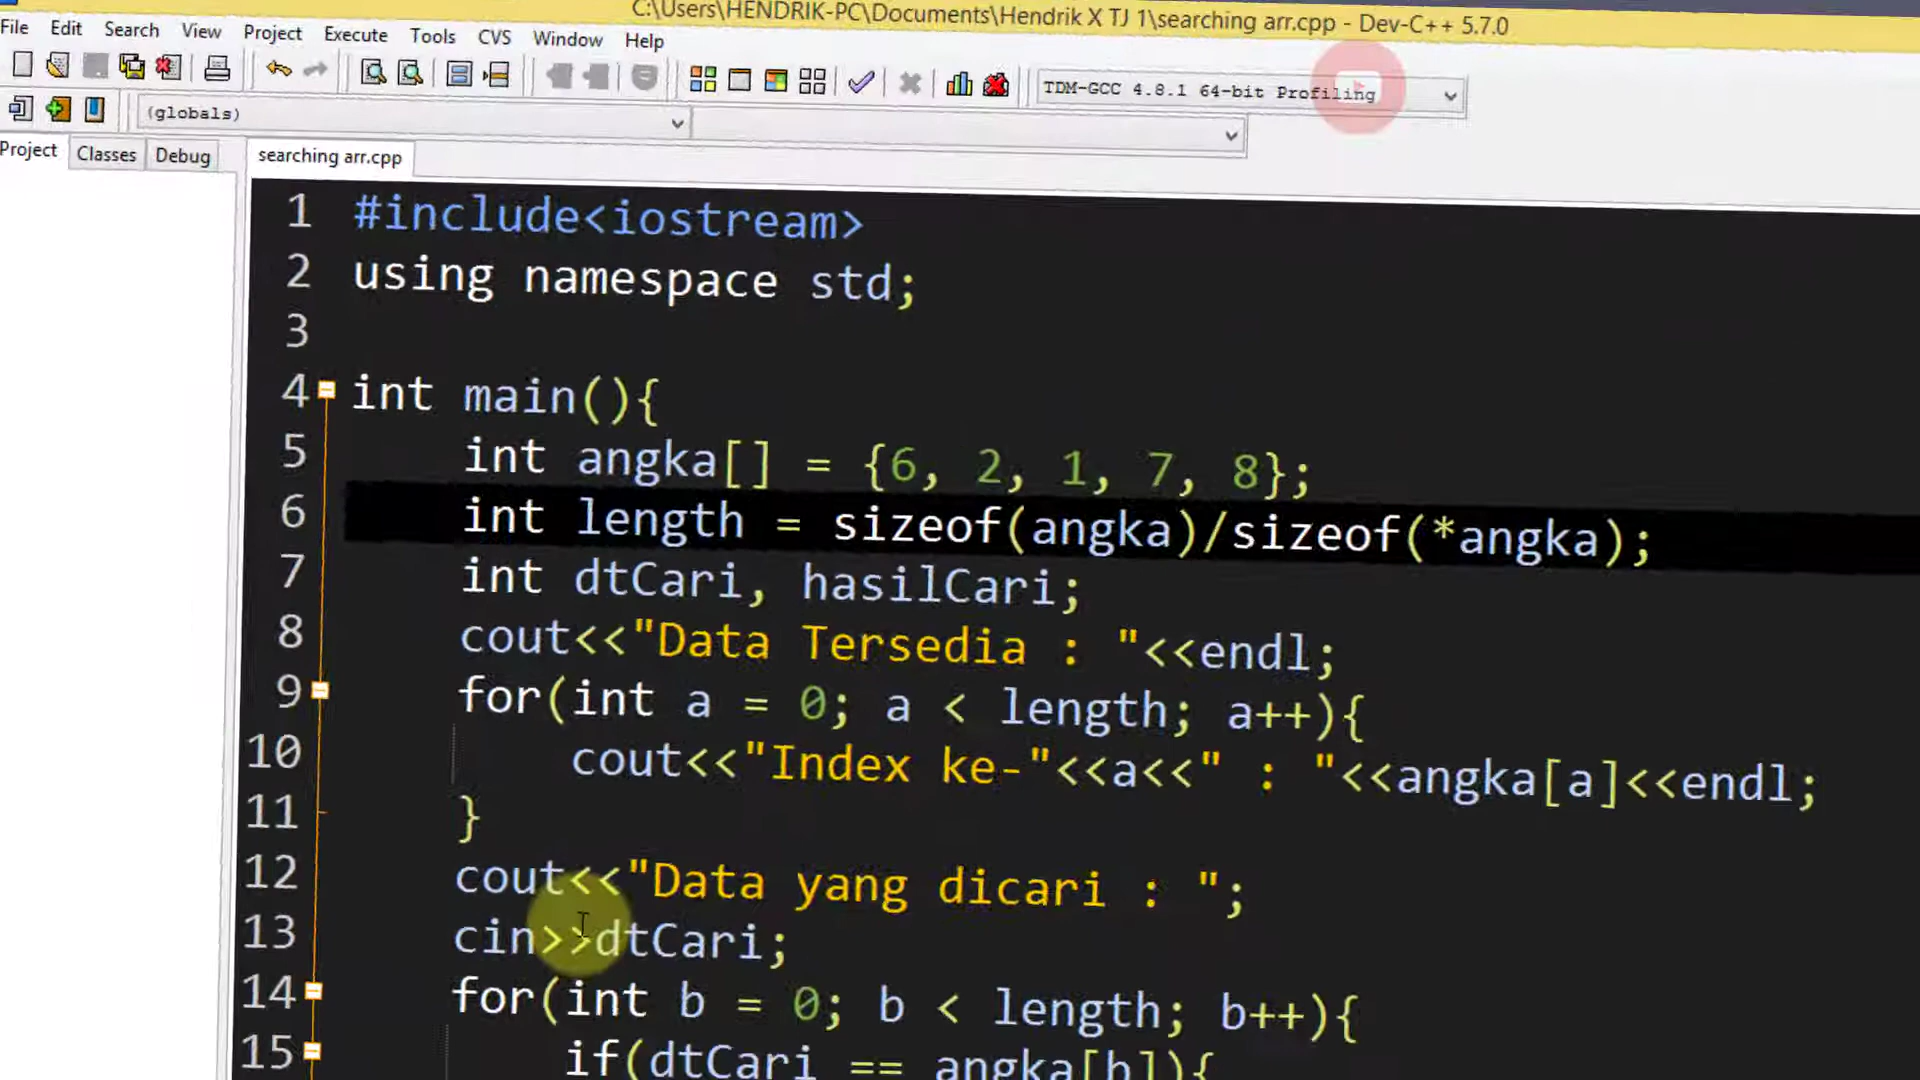 C:\Users\HENDRIK-PC\Documents\Hendrik X TJ 1\searching arr.cpp - Dev-C++ 5.7.0
File Edit Search View Project Execute Tools CVS Window Help
TDM-GCC 4.8.1 64-bit Profiling
(globals)
Project Classes Debug searching arr.cpp
1 #include<iostream>
2 using namespace std;
3
4 int main(){
5 int angka[] = {6, 2, 1, 7, 8};
6 int length = sizeof(angka)/sizeof(*angka);
7 int dtCari, hasilCari;
8 cout<<"Data Tersedia : "<<endl;
9 for(int a = 0; a < length; a++){
10 cout<<"Index ke-"<<a<<" : "<<angka[a]<<endl;
11 }
12 cout<<"Data yang dicari : ";
13 cin>>dtCari;
14 for(int b = 0; b < length; b++){
15 if(dtCari == angka[b]){